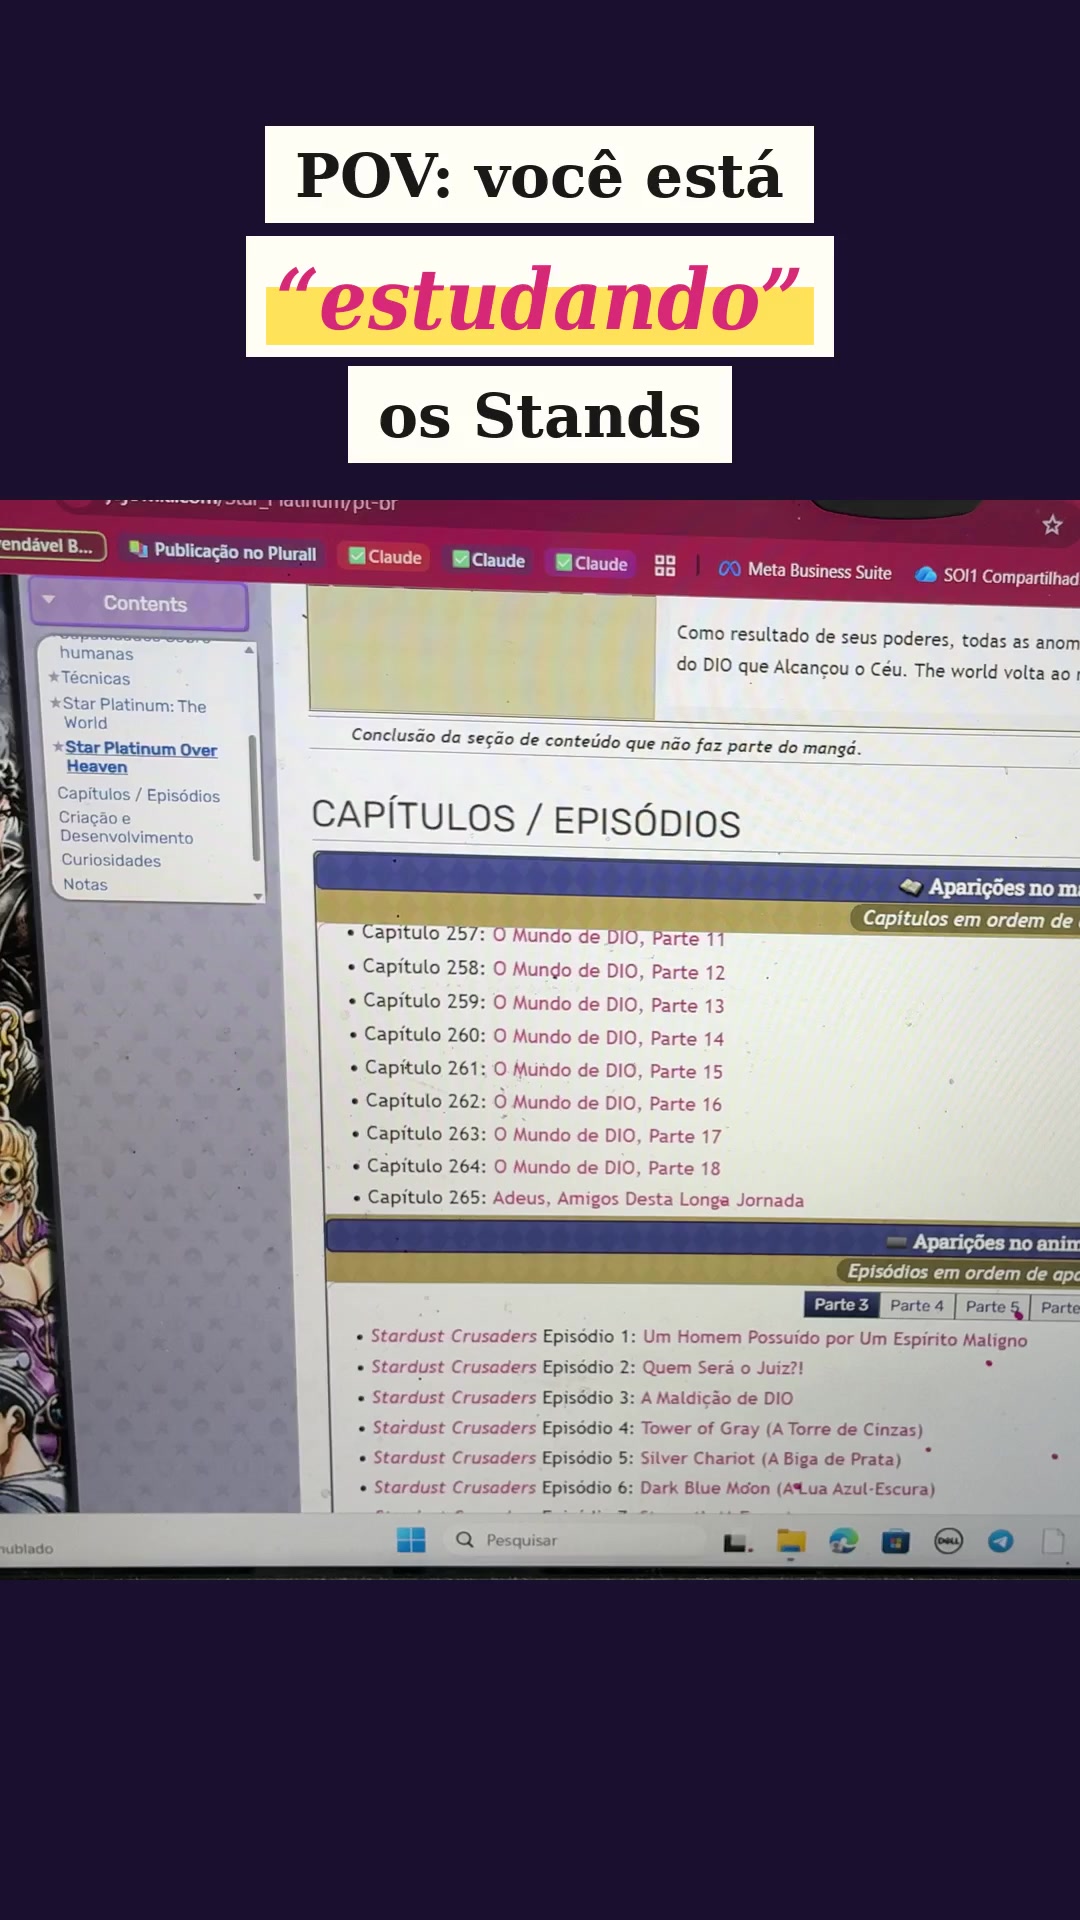 POV: você está
“estudando”
os Stands
/Star_Platinum/pt-br
B...
Publicação no Plurall
Claude
Claude
Claude
Meta Business Suite
SOI1 Compartilhad
Contents
humanas
★Técnicas
★Star Platinum: The
World
★Star Platinum Over
Heaven
Capítulos / Episódios
Criação e
Desenvolvimento
Curiosidades
Notas
Como resultado de seus poderes, todas as anom
do DIO que Alcançou o Céu. The world volta ao
Conclusão da seção de conteúdo que não faz parte do mangá.
CAPÍTULOS / EPISÓDIOS
Aparições no ma
Capítulos em ordem de
• Capítulo 257: O Mundo de DIO, Parte 11
• Capítulo 258: O Mundo de DIO, Parte 12
• Capítulo 259: O Mundo de DIO, Parte 13
• Capítulo 260: O Mundo de DIO, Parte 14
• Capítulo 261: O Mundo de DIO, Parte 15
• Capítulo 262: O Mundo de DIO, Parte 16
• Capítulo 263: O Mundo de DIO, Parte 17
• Capítulo 264: O Mundo de DIO, Parte 18
• Capítulo 265: Adeus, Amigos Desta Longa Jornada
Aparições no anim
Episódios em ordem de apa
Parte 3 Parte 4 Parte 5 Parte
• Stardust Crusaders Episódio 1: Um Homem Possuído por Um Espírito Maligno
• Stardust Crusaders Episódio 2: Quem Será o Juiz?!
• Stardust Crusaders Episódio 3: A Maldição de DIO
• Stardust Crusaders Episódio 4: Tower of Gray (A Torre de Cinzas)
• Stardust Crusaders Episódio 5: Silver Chariot (A Biga de Prata)
• Stardust Crusaders Episódio 6: Dark Blue Moon (A Lua Azul-Escura)
nublado
Pesquisar
DELL